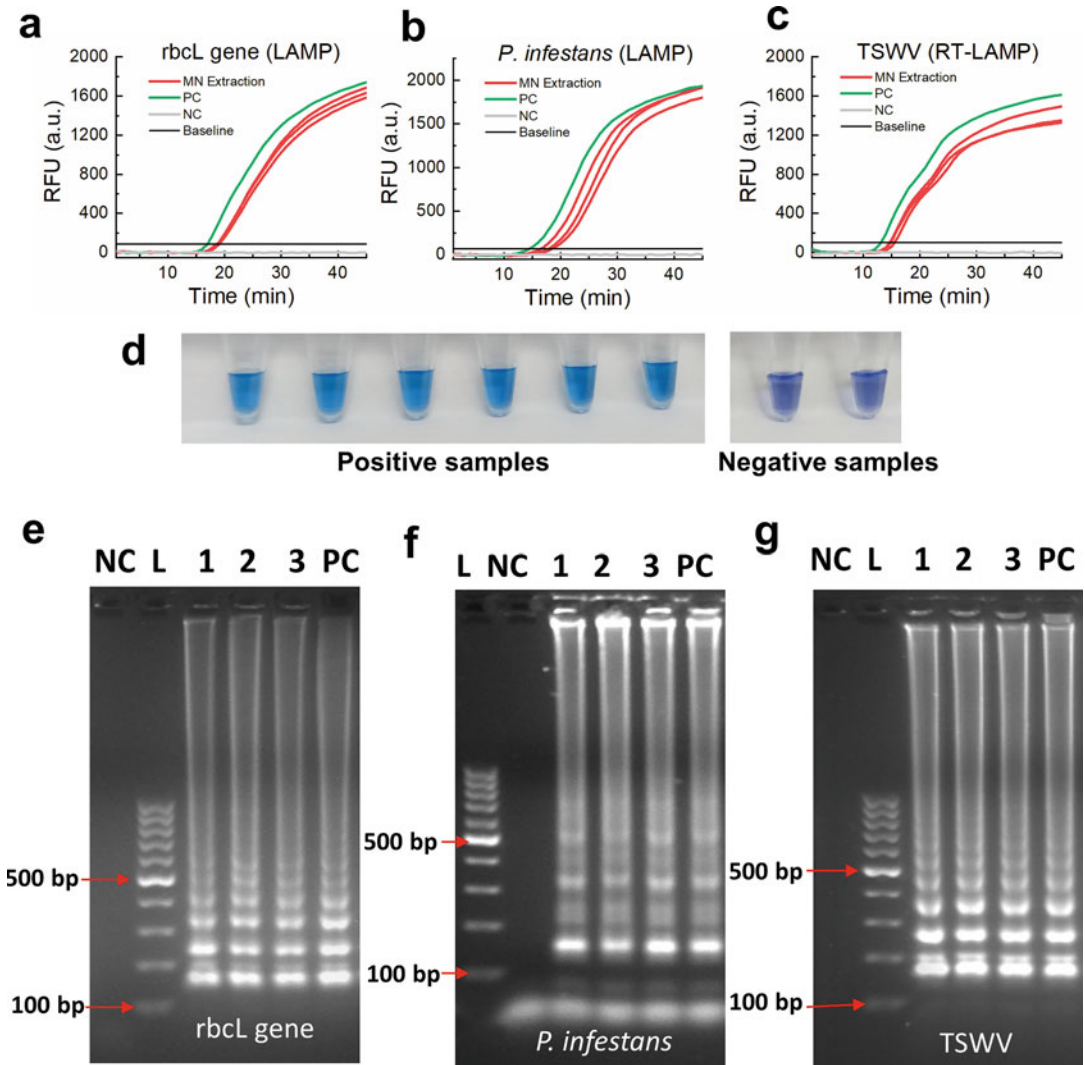 a
rbcL gene (LAMP)
2000
1600
1200
800
400
0
RFU (a.u.)
MN Extraction
PC
NC
Baseline
10 20 30 40
Time (min)
b
P. infestans (LAMP)
2000
1500
1000
500
0
RFU (a.u.)
MN Extraction
PC
NC
Baseline
10 20 30 40
Time (min)
c
TSWV (RT-LAMP)
2000
1600
1200
800
400
0
RFU (a.u.)
MN Extraction
PC
NC
Baseline
10 20 30 40
Time (min)
d
Positive samples
Negative samples
e
NC L 1 2 3 PC
500 bp
100 bp
rbcL gene
f
L NC 1 2 3 PC
500 bp
100 bp
P. infestans
g
NC L 1 2 3 PC
500 bp
100 bp
TSWV